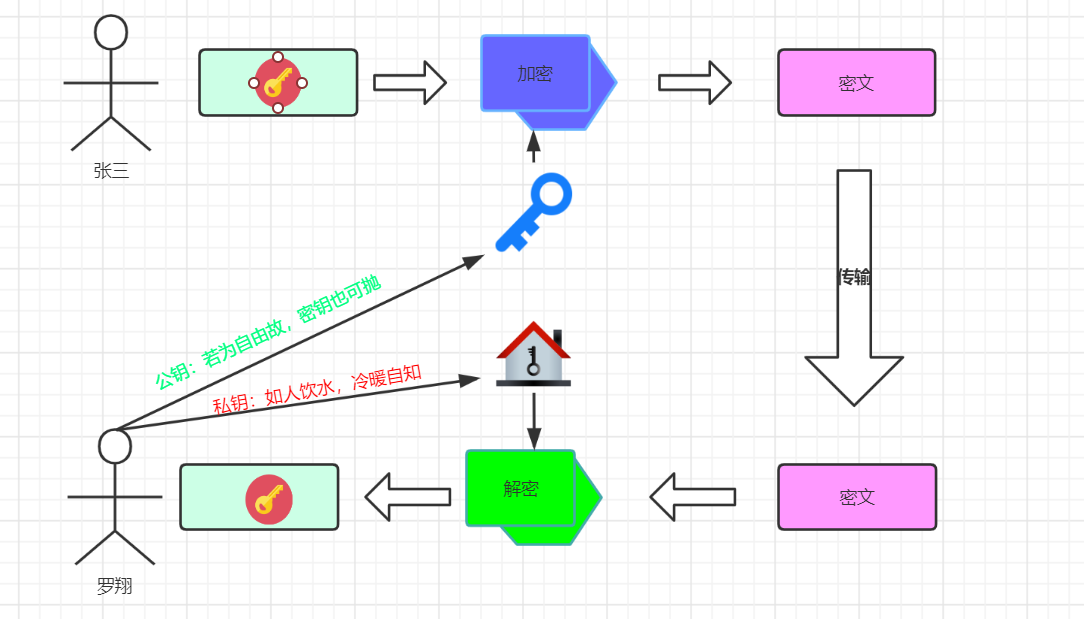 加密
密文
张三
传输
公钥：若为自由故，密钥也可抛
私钥：如人饮水，冷暖自知
解密
密文
罗翔